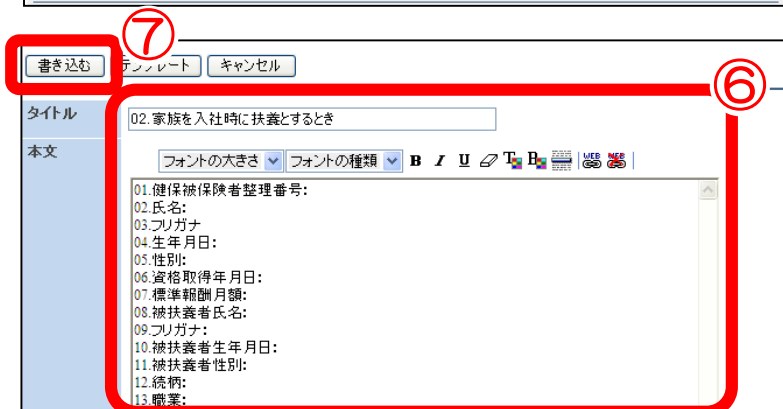 ⑦
書き込む テンプレート キャンセル
⑥
タイトル 02.家族を入社時に扶養とするとき
本文 フォントの大きさ フォントの種類 B I U T B WEB WEB
01.健保被保険者整理番号:
02.氏名:
03.フリガナ
04.生年月日:
05.性別:
06.資格取得年月日:
07.標準報酬月額:
08.被扶養者氏名:
09.フリガナ:
10.被扶養者生年月日:
11.被扶養者性別:
12.続柄:
13.職業: